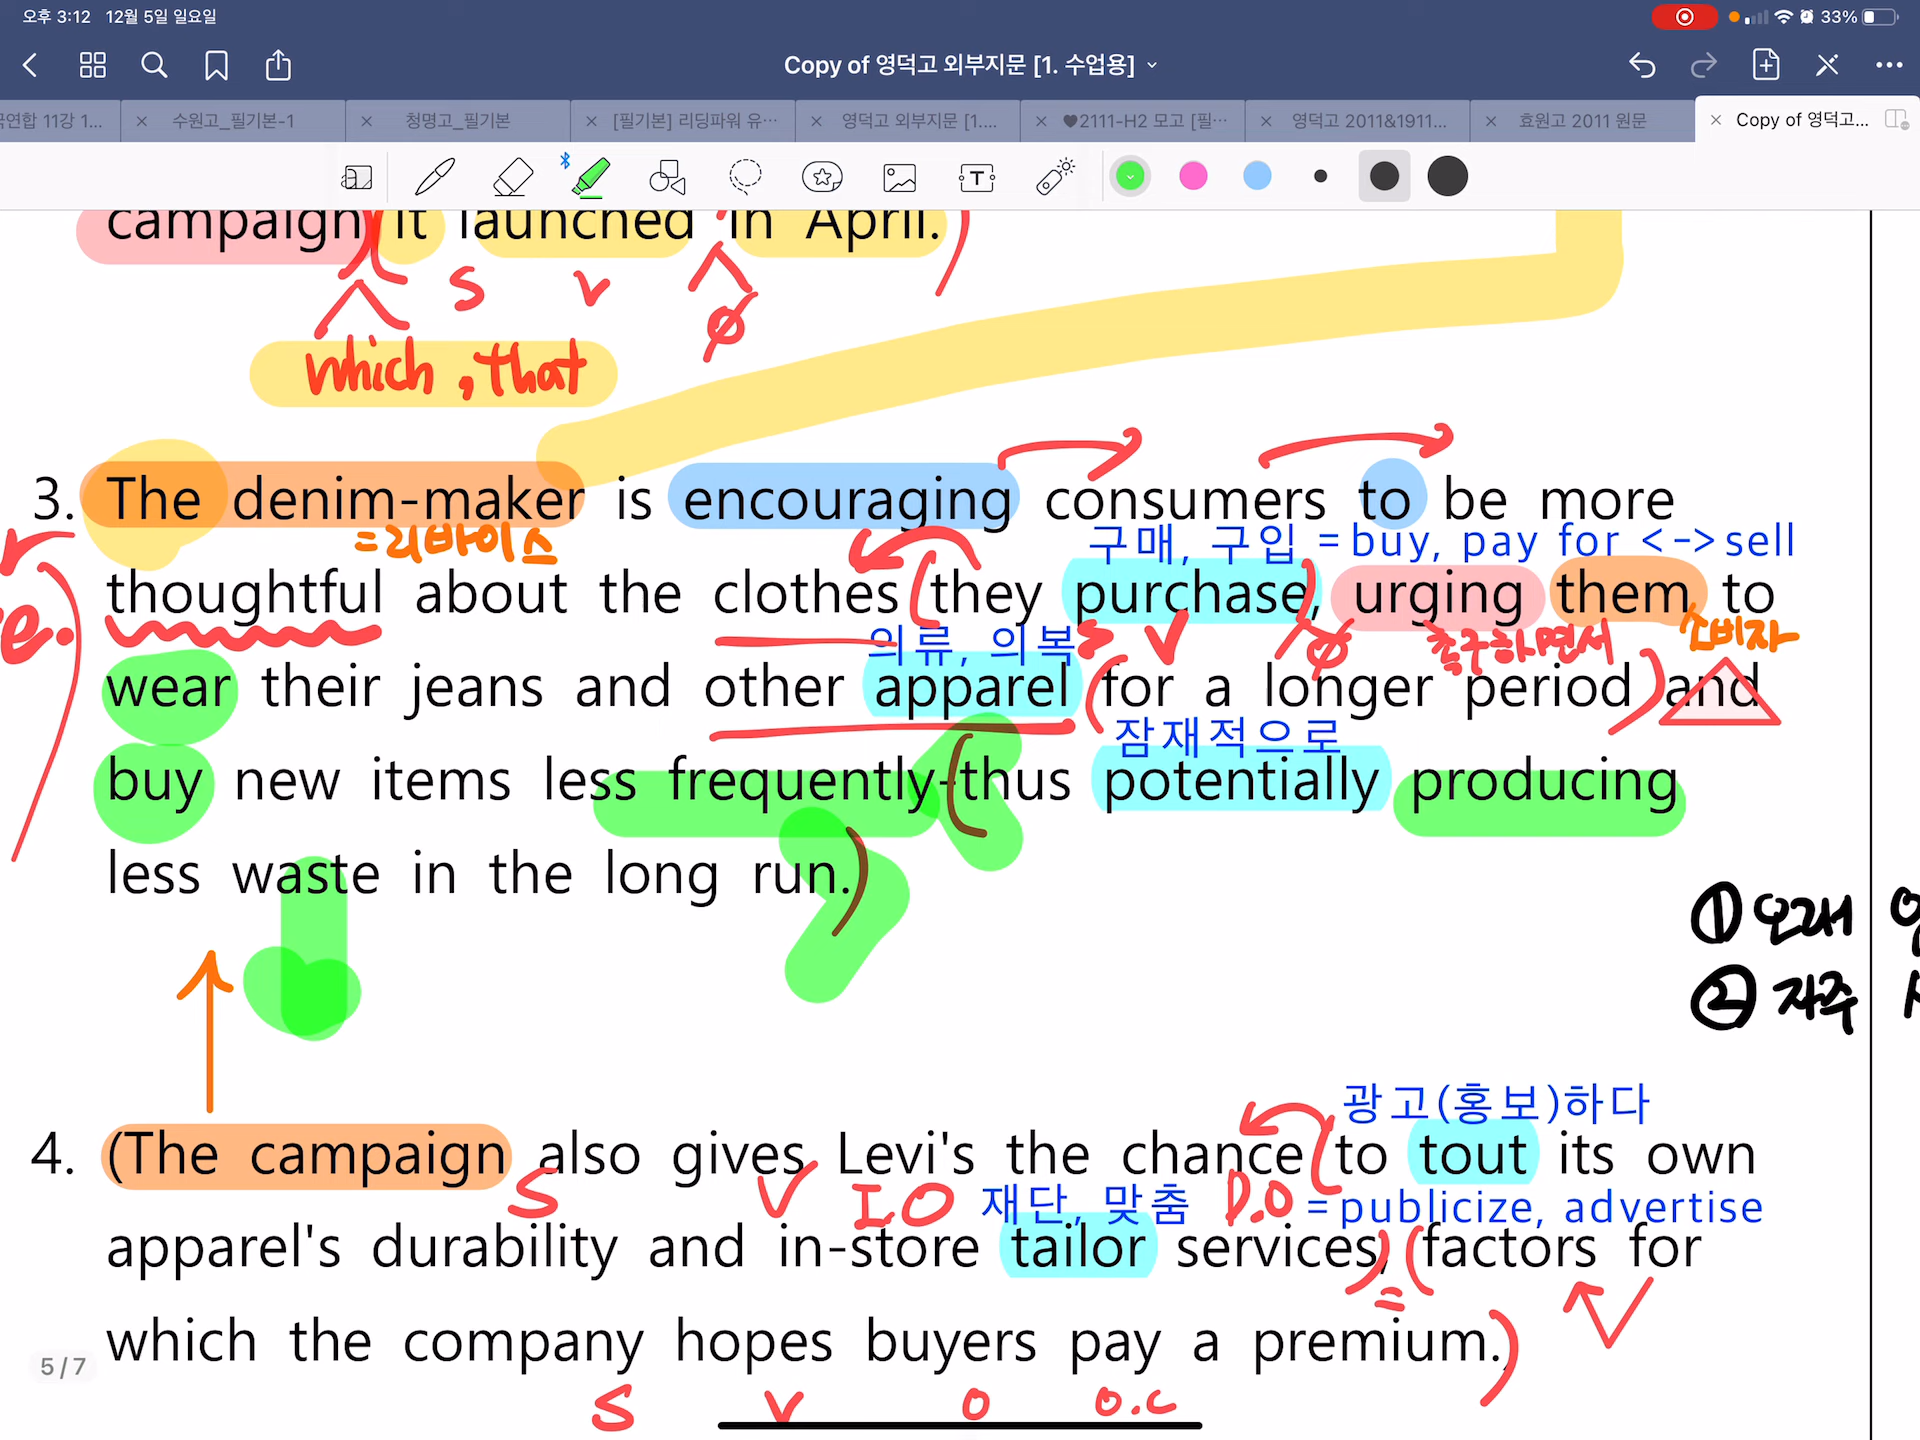 오후 3:12 12월 5일 일요일
33%
Copy of 영덕고 외부지문 [1. 수업용]
국연합 11강 1... 수원고_필기본-1 청명고_필기본 [필기본] 리딩파워 유... 영덕고 외부지문 [1.... ♥2111-H2 모고 [필... 영덕고 2011&1911... 효원고 2011 원문 Copy of 영덕고...
campaign it launched in April.
S V ø
which, that
3. The denim-maker is encouraging consumers to be more
=리바이스 구매, 구입 =buy, pay for <->sell
thoughtful about the clothes (they purchase), urging them to
e. 의류, 의복 S V ø 촉구하면서 소비자
wear their jeans and other apparel (for a longer period) and
잠재적으로
buy new items less frequently-(thus potentially producing
less waste in the long run.)
① 오래
② 자주
광고(홍보)하다
4. (The campaign also gives Levi's the chance (to tout its own
S V I.O 재단, 맞춤 D.O =publicize, advertise
apparel's durability and in-store tailor services), (factors for
=
which the company hopes buyers pay a premium.)
5/7
S V O O.C